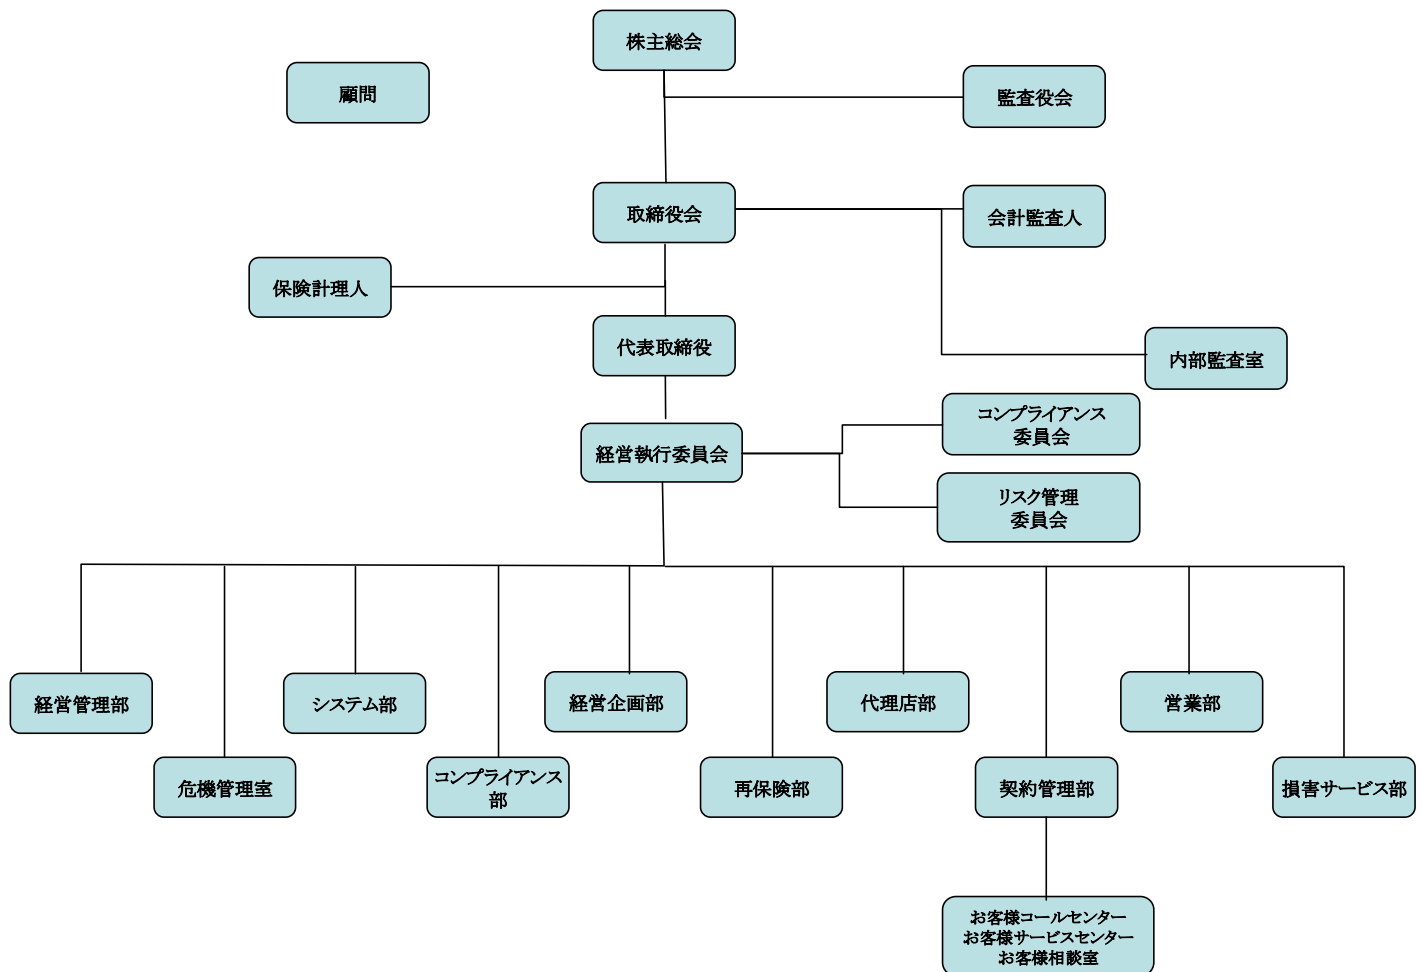 株主総会
顧問
監査役会
取締役会
会計監査人
保険計理人
代表取締役
内部監査室
コンプライアンス
委員会
経営執行委員会
リスク管理
委員会
経営管理部
システム部
経営企画部
代理店部
営業部
危機管理室
コンプライアンス
部
再保険部
契約管理部
損害サービス部
お客様コールセンター
お客様サービスセンター
お客様相談室